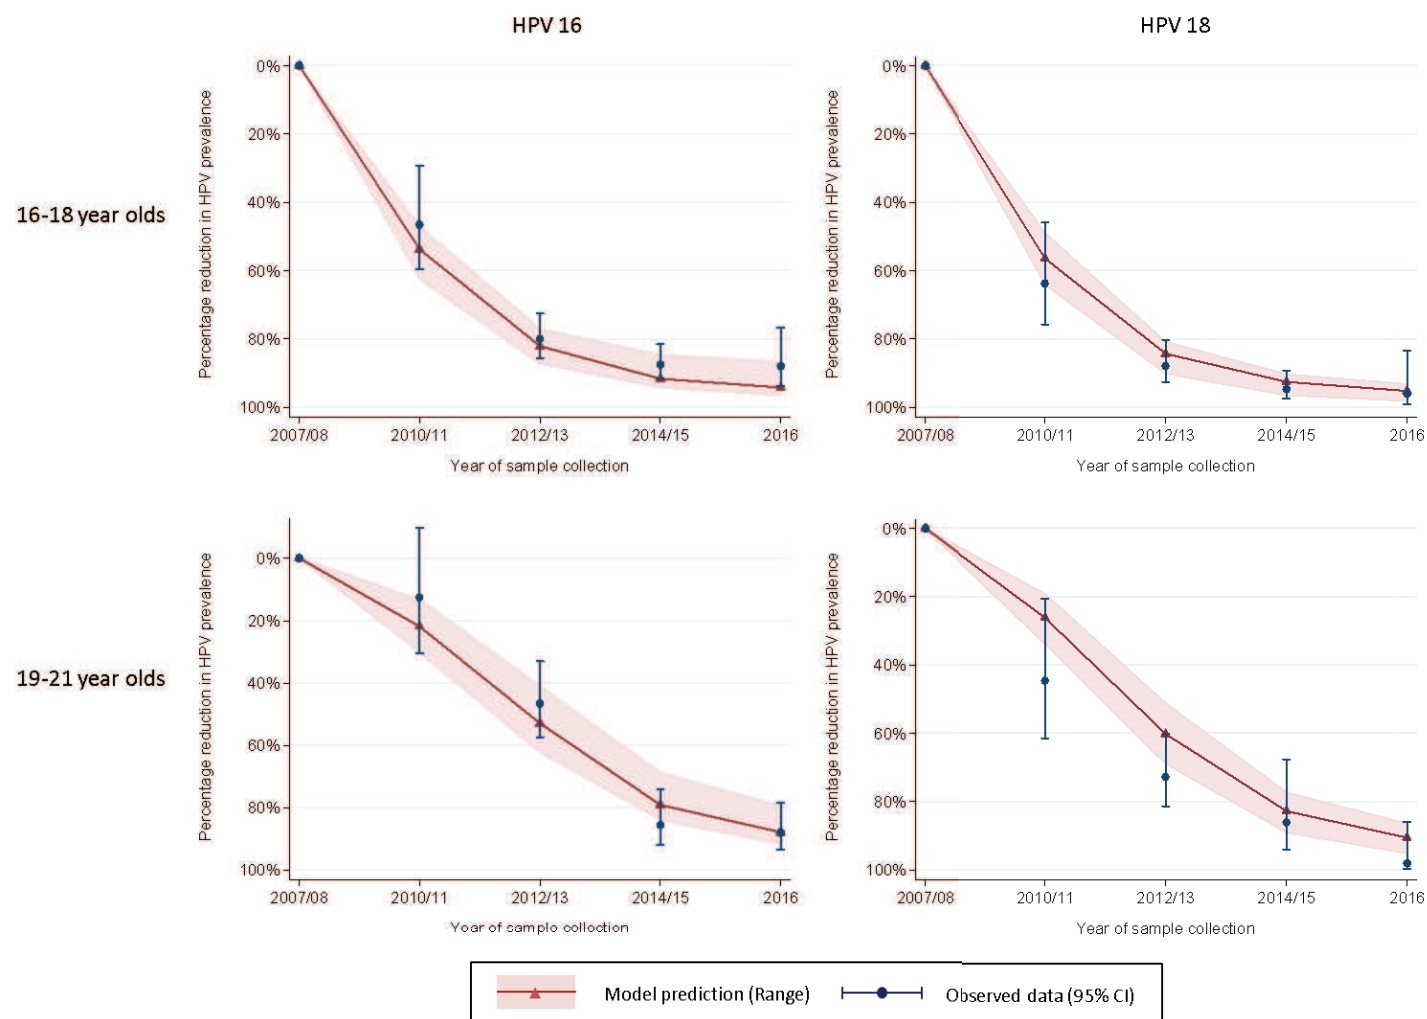 HPV 16
HPV 18
16-18 year olds
Percentage reduction in HPV prevalence
0%
20%
40%
60%
80%
100%
2007/08 2010/11 2012/13 2014/15 2016
Year of sample collection
Percentage reduction in HPV prevalence
0%
20%
40%
60%
80%
100%
2007/08 2010/11 2012/13 2014/15 2016
Year of sample collection
19-21 year olds
Percentage reduction in HPV prevalence
0%
20%
40%
60%
80%
100%
2007/08 2010/11 2012/13 2014/15 2016
Year of sample collection
Percentage reduction in HPV prevalence
0%
20%
40%
60%
80%
100%
2007/08 2010/11 2012/13 2014/15 2016
Year of sample collection
Model prediction (Range) Observed data (95% CI)